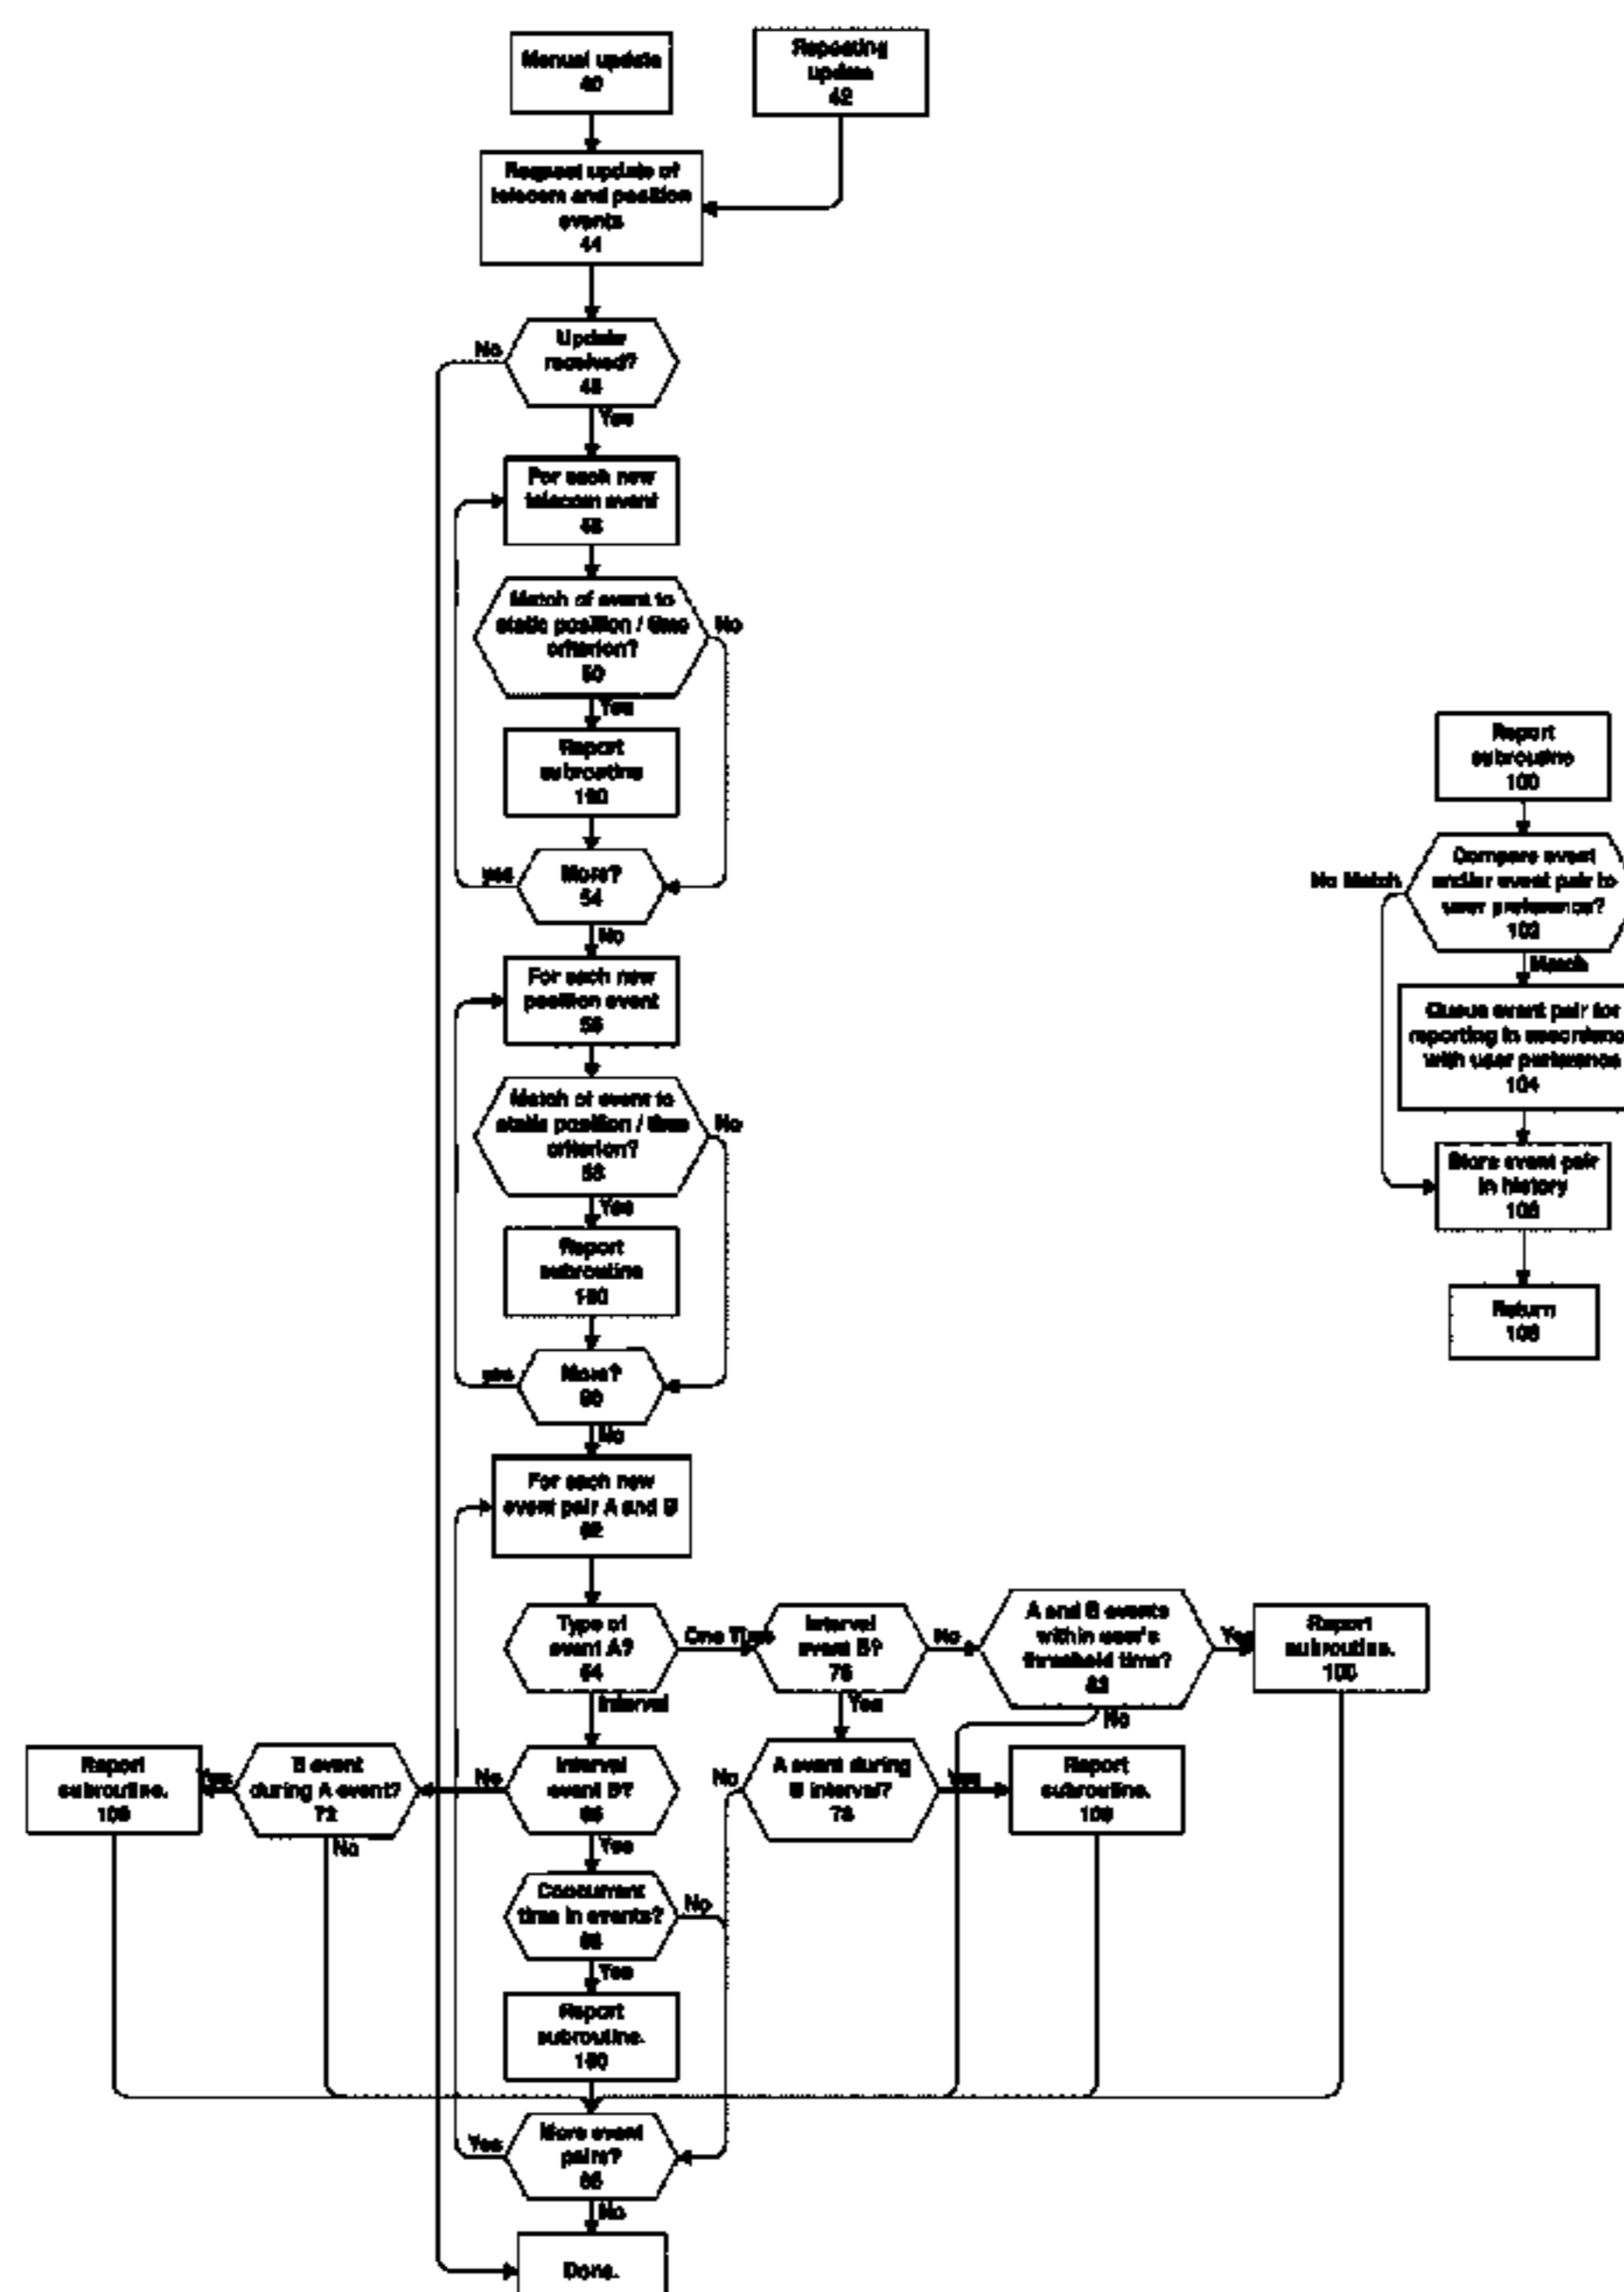 Manual update
40
Repeating
update
42
Request update of
telecom and position
events
44
Update
received?
No
Yes
For each new
telecom event
48
Match of event to
static position / time
criterion?
50
No
Yes
Report
subroutine
100
More?
54
yes
No
For each new
position event
56
Match of event to
static position / time
criterion?
58
No
Yes
Report
subroutine
100
More?
yes
No
For each new
event pair A and B
62
Type of
event A?
64
One Time
Interval
Interval
event B?
76
No
Yes
A and B events
within user's
threshold time?
82
Yes
No
Report
subroutine.
100
Report
subroutine.
100
Yes
B event
during A event?
72
No
No
Interval
event B?
66
Yes
No
A event during
B interval?
78
Yes
Report
subroutine.
100
Concurrent
time in events?
68
No
Yes
Report
subroutine.
100
More event
pairs?
Yes
No
Done.
Report
subroutine
100
Compare event
and/or event pair to
user preference?
102
No Match
Match
Queue event pair for
reporting in
with user preference
104
Store event pair
in history
106
Return
108